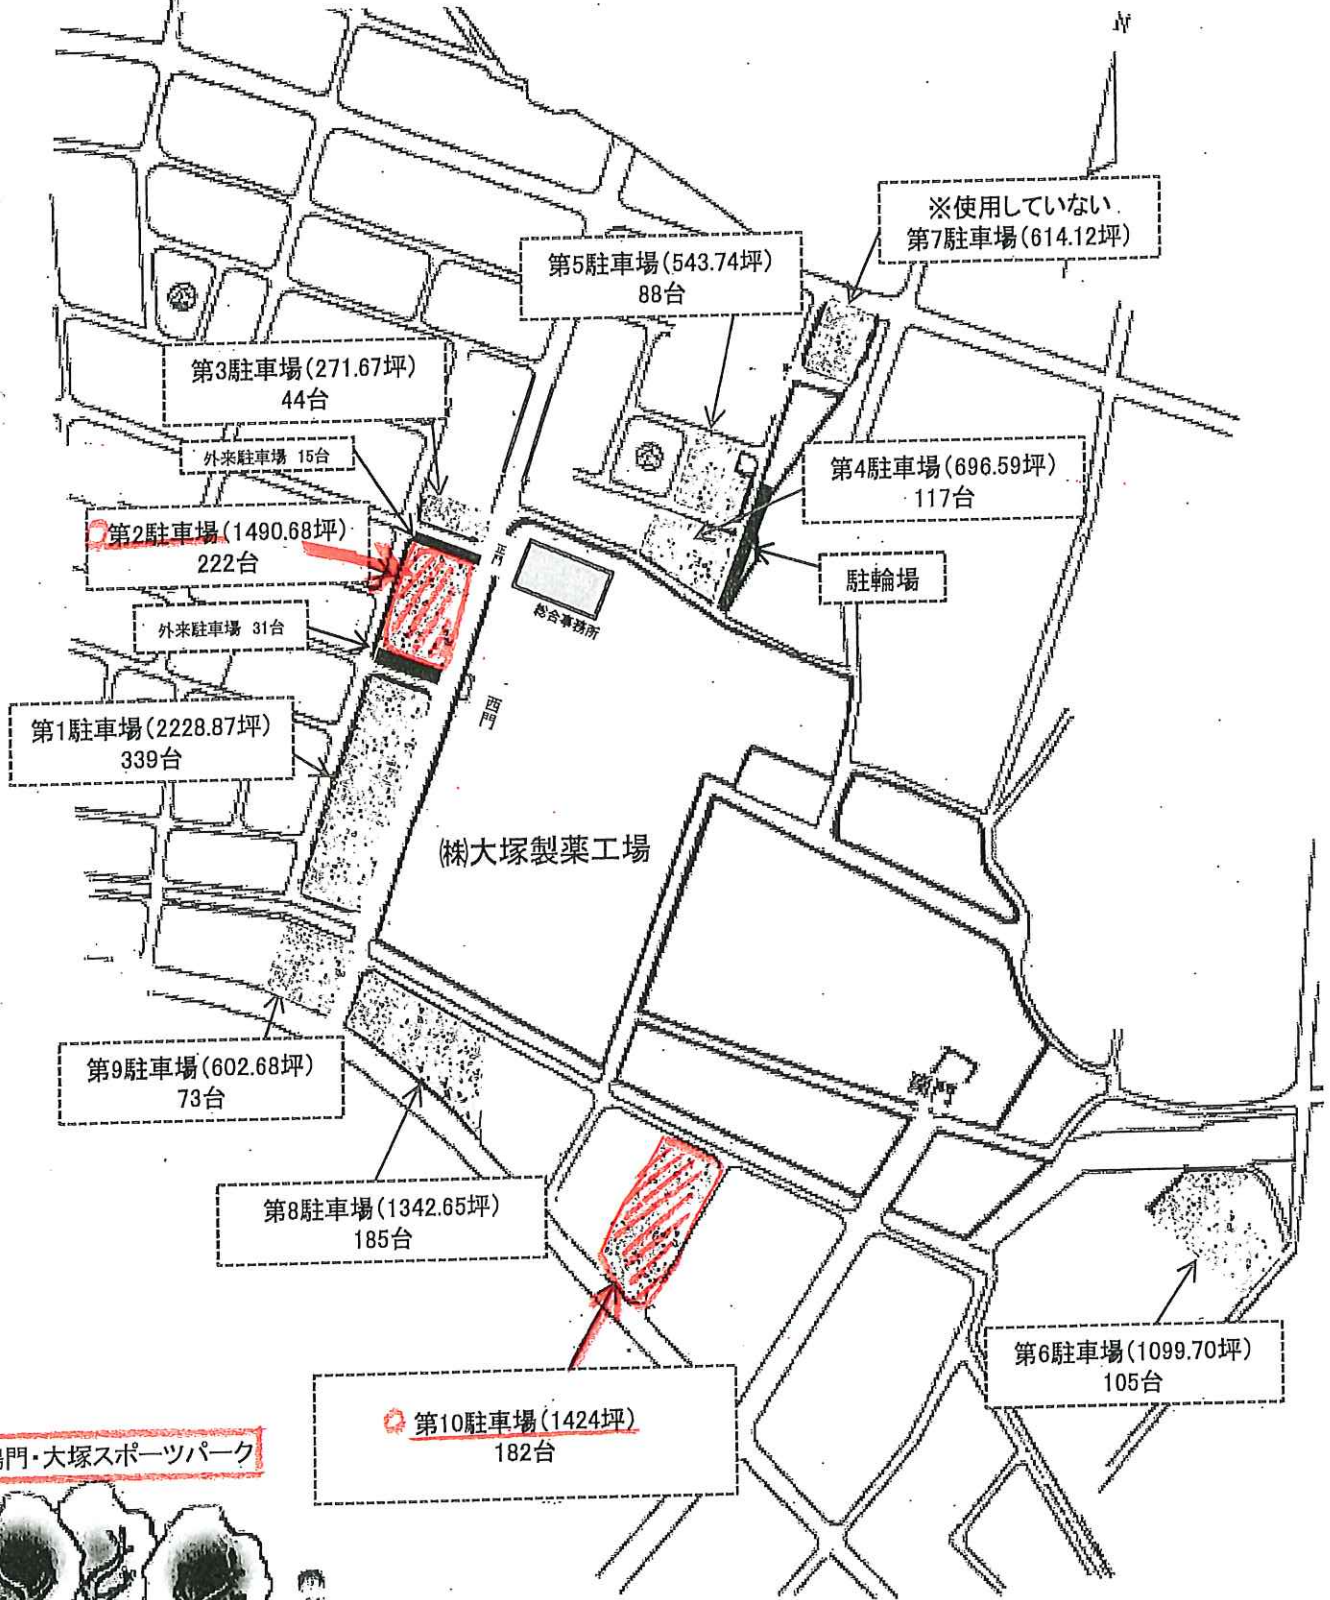 N
※使用していない
第7駐車場(614.12坪)
第5駐車場(543.74坪)
88台
第3駐車場(271.67坪)
44台
外来駐車場 15台
第4駐車場(696.59坪)
117台
第2駐車場(1490.68坪)
222台
正門
総合事務所
駐輪場
外来駐車場 31台
西門
第1駐車場(2228.87坪)
339台
㈱大塚製薬工場
第9駐車場(602.68坪)
73台
第8駐車場(1342.65坪)
185台
第6駐車場(1099.70坪)
105台
第10駐車場(1424坪)
182台
門・大塚スポーツパーク